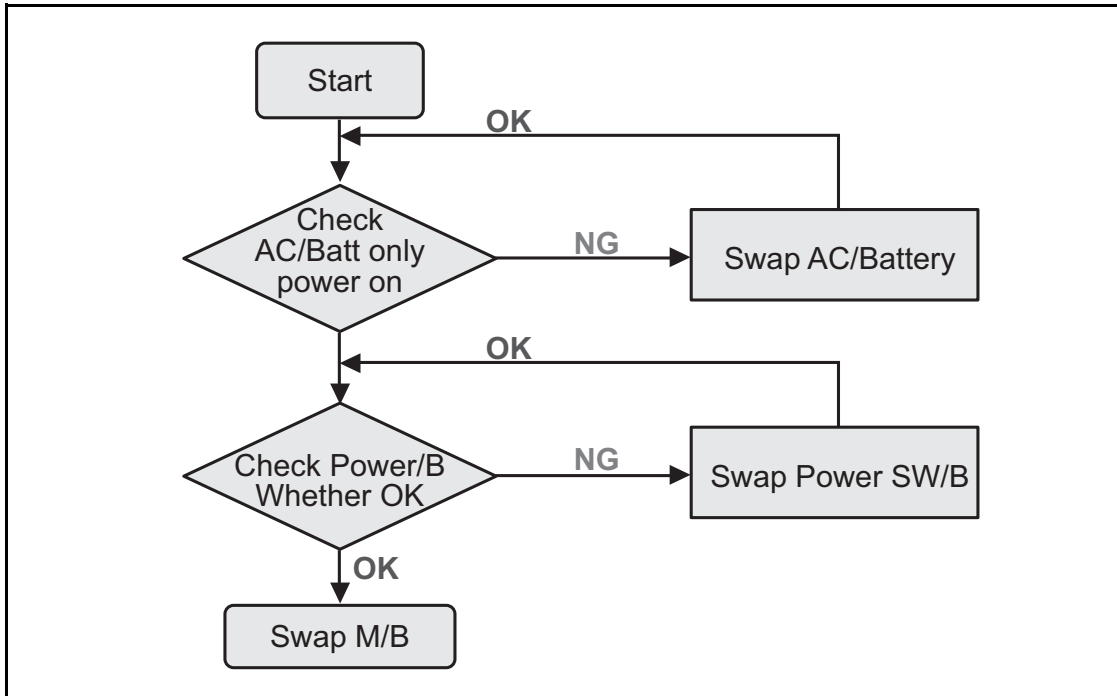 Start
OK
Check
AC/Batt only
power on
NG
Swap AC/Battery
OK
Check Power/B
Whether OK
NG
Swap Power SW/B
OK
Swap M/B